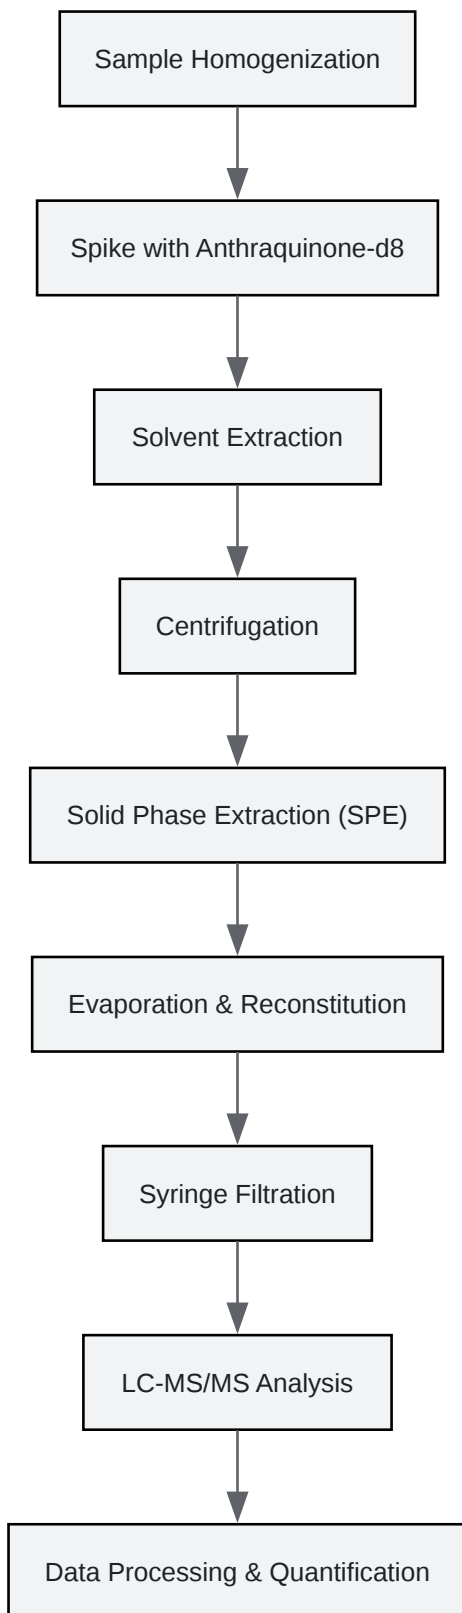 Sample Homogenization
Spike with Anthraquinone-d8
Solvent Extraction
Centrifugation
Solid Phase Extraction (SPE)
Evaporation & Reconstitution
Syringe Filtration
LC-MS/MS Analysis
Data Processing & Quantification